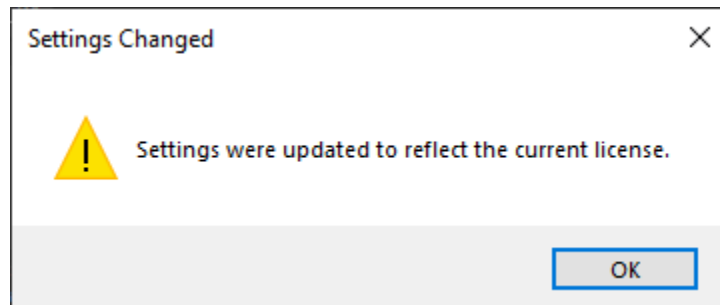 Settings Changed
Settings were updated to reflect the current license.
OK